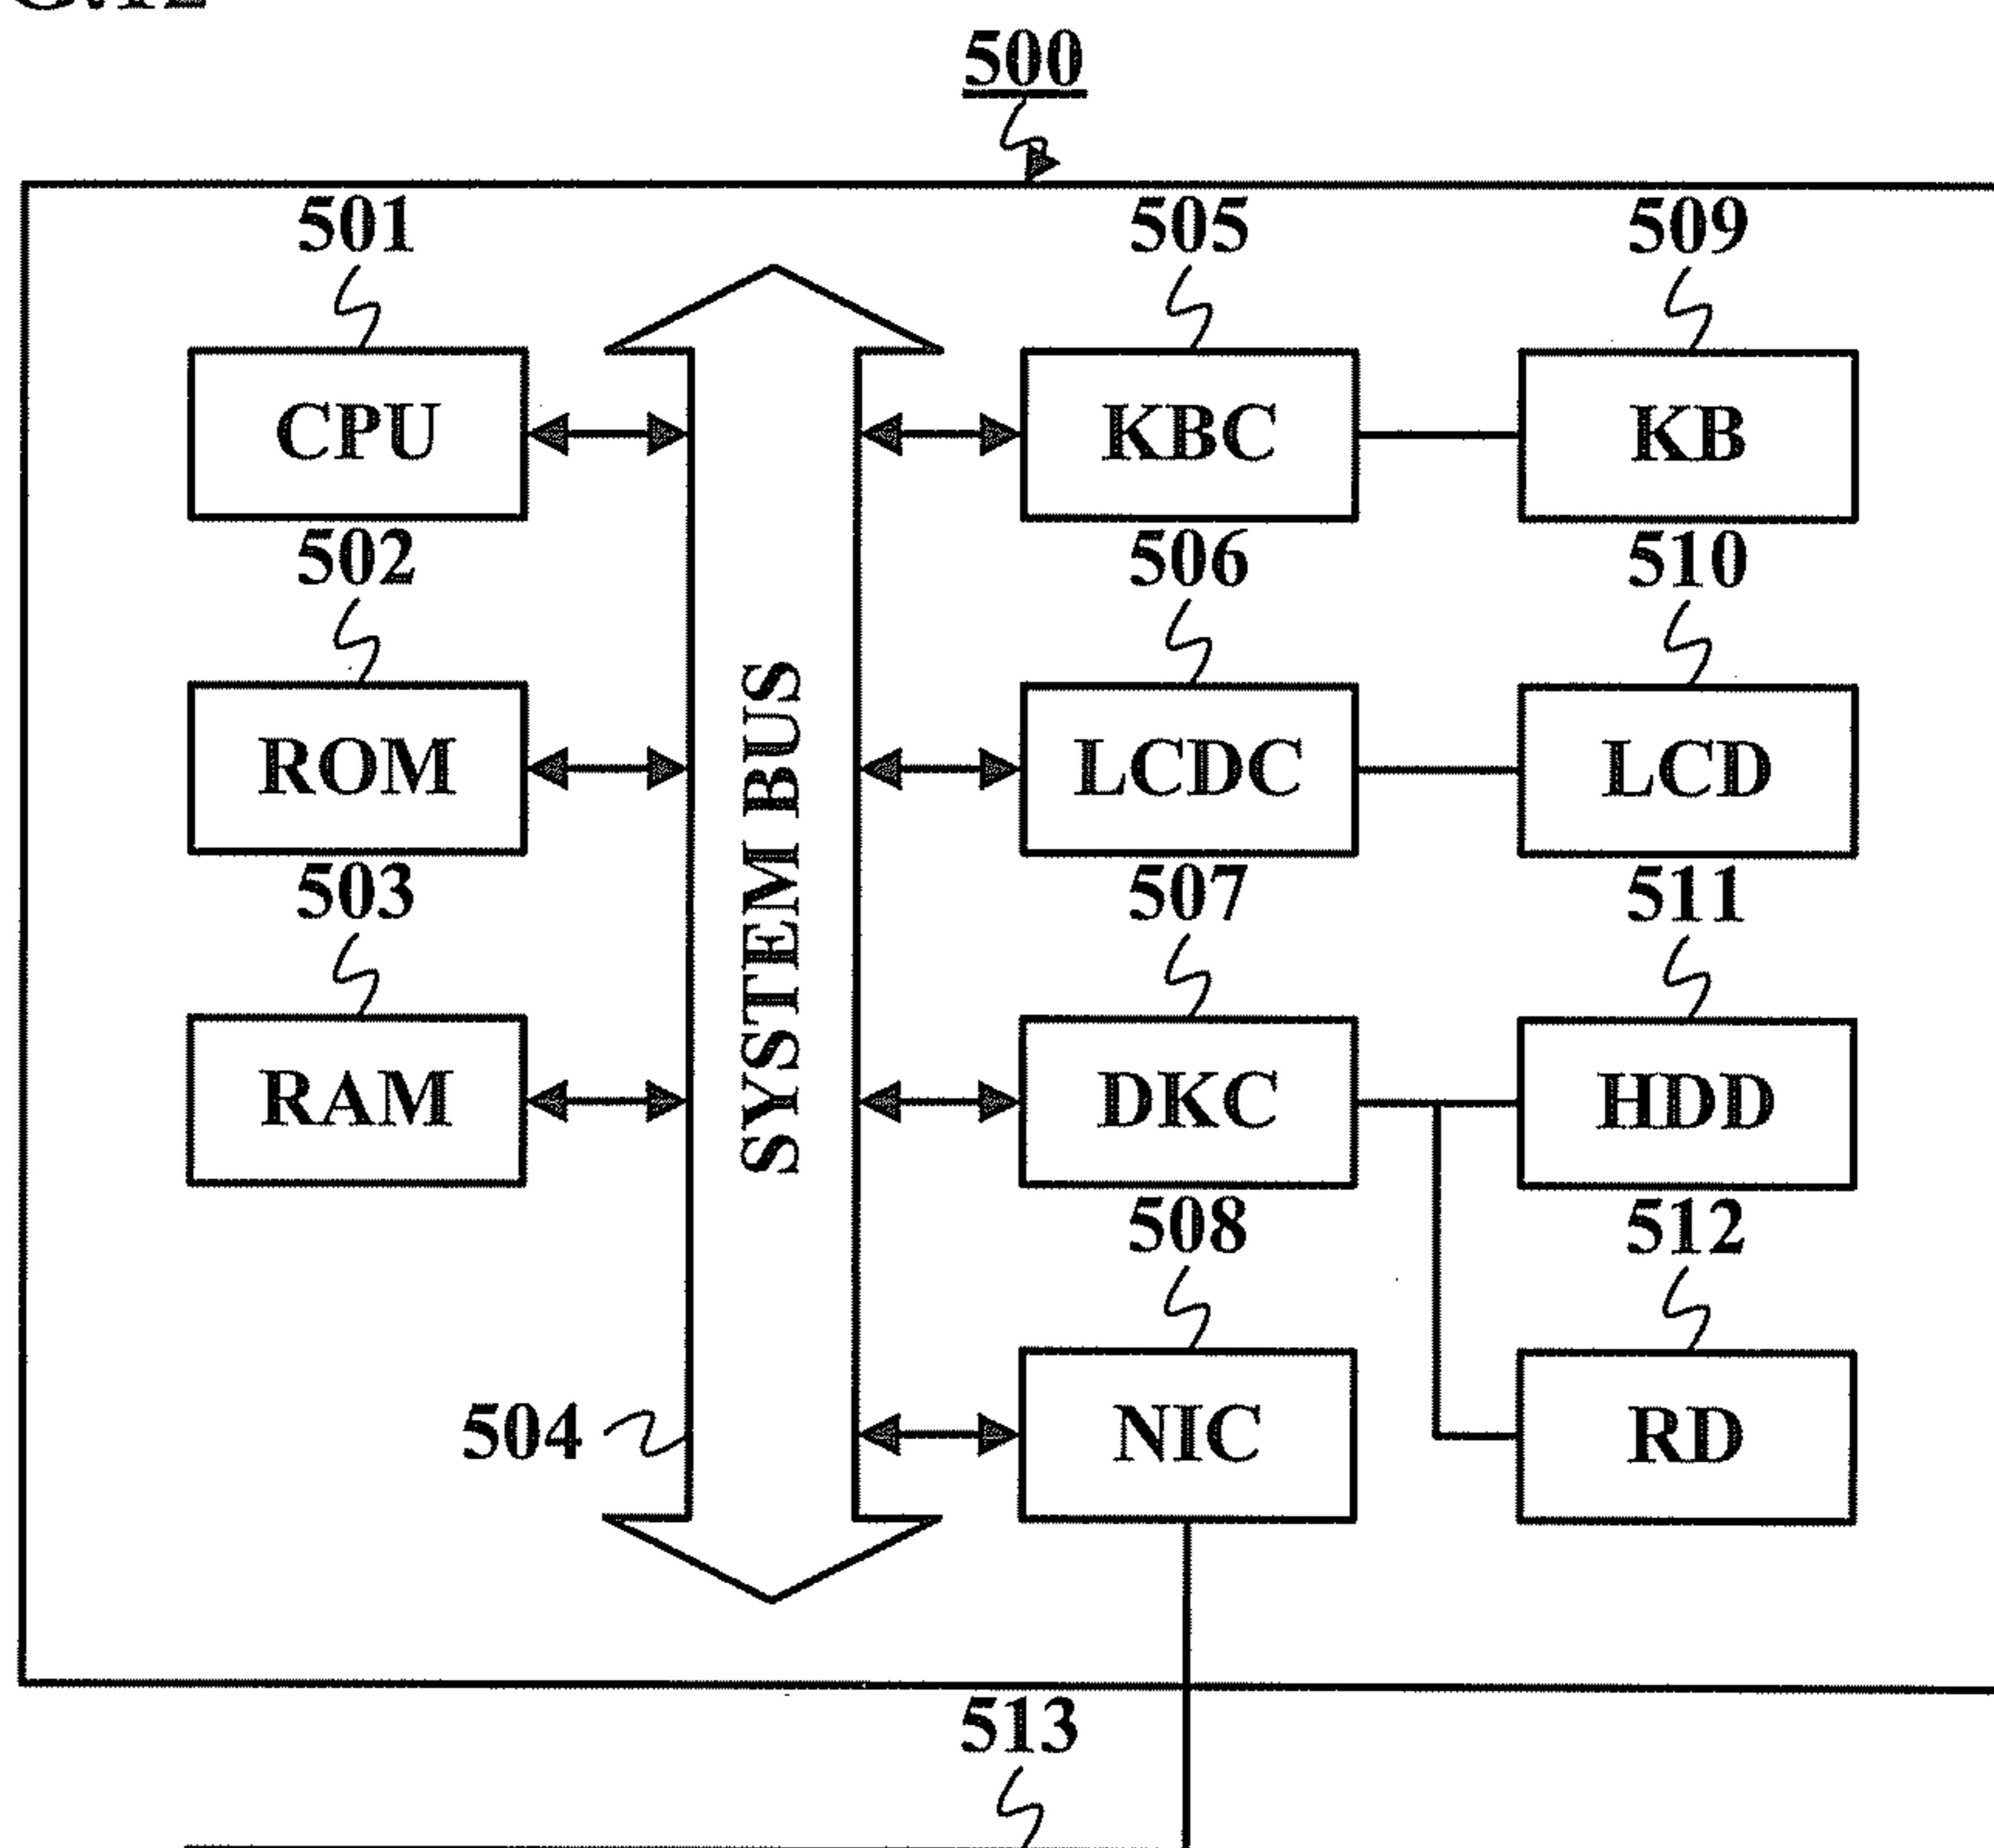 500
501 505 509
CPU KBC KB
502 506 510
ROM LCDC LCD
503 507 511
RAM DKC HDD
508 512
504 NIC RD
SYSTEM BUS
513